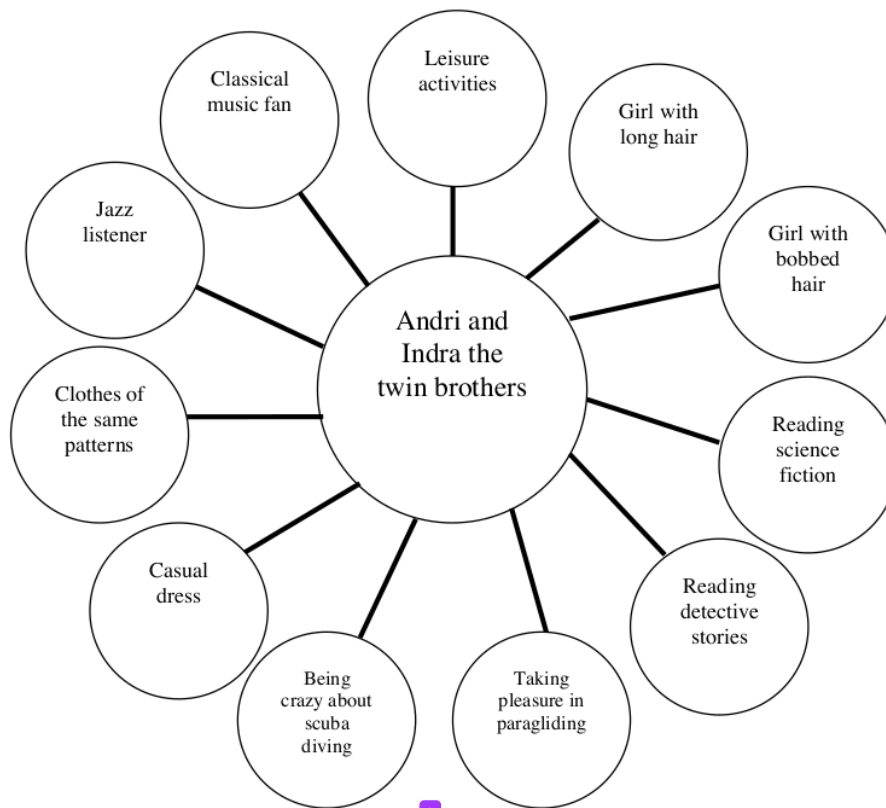 Leisure
activities
Girl with
long hair
Girl with
bobbed
hair
Reading
science
fiction
Reading
detective
stories
Taking
pleasure in
paragliding
Being
crazy about
scuba
diving
Casual
dress
Clothes of
the same
patterns
Jazz
listener
Classical
music fan
Andri and
Indra the
twin brothers